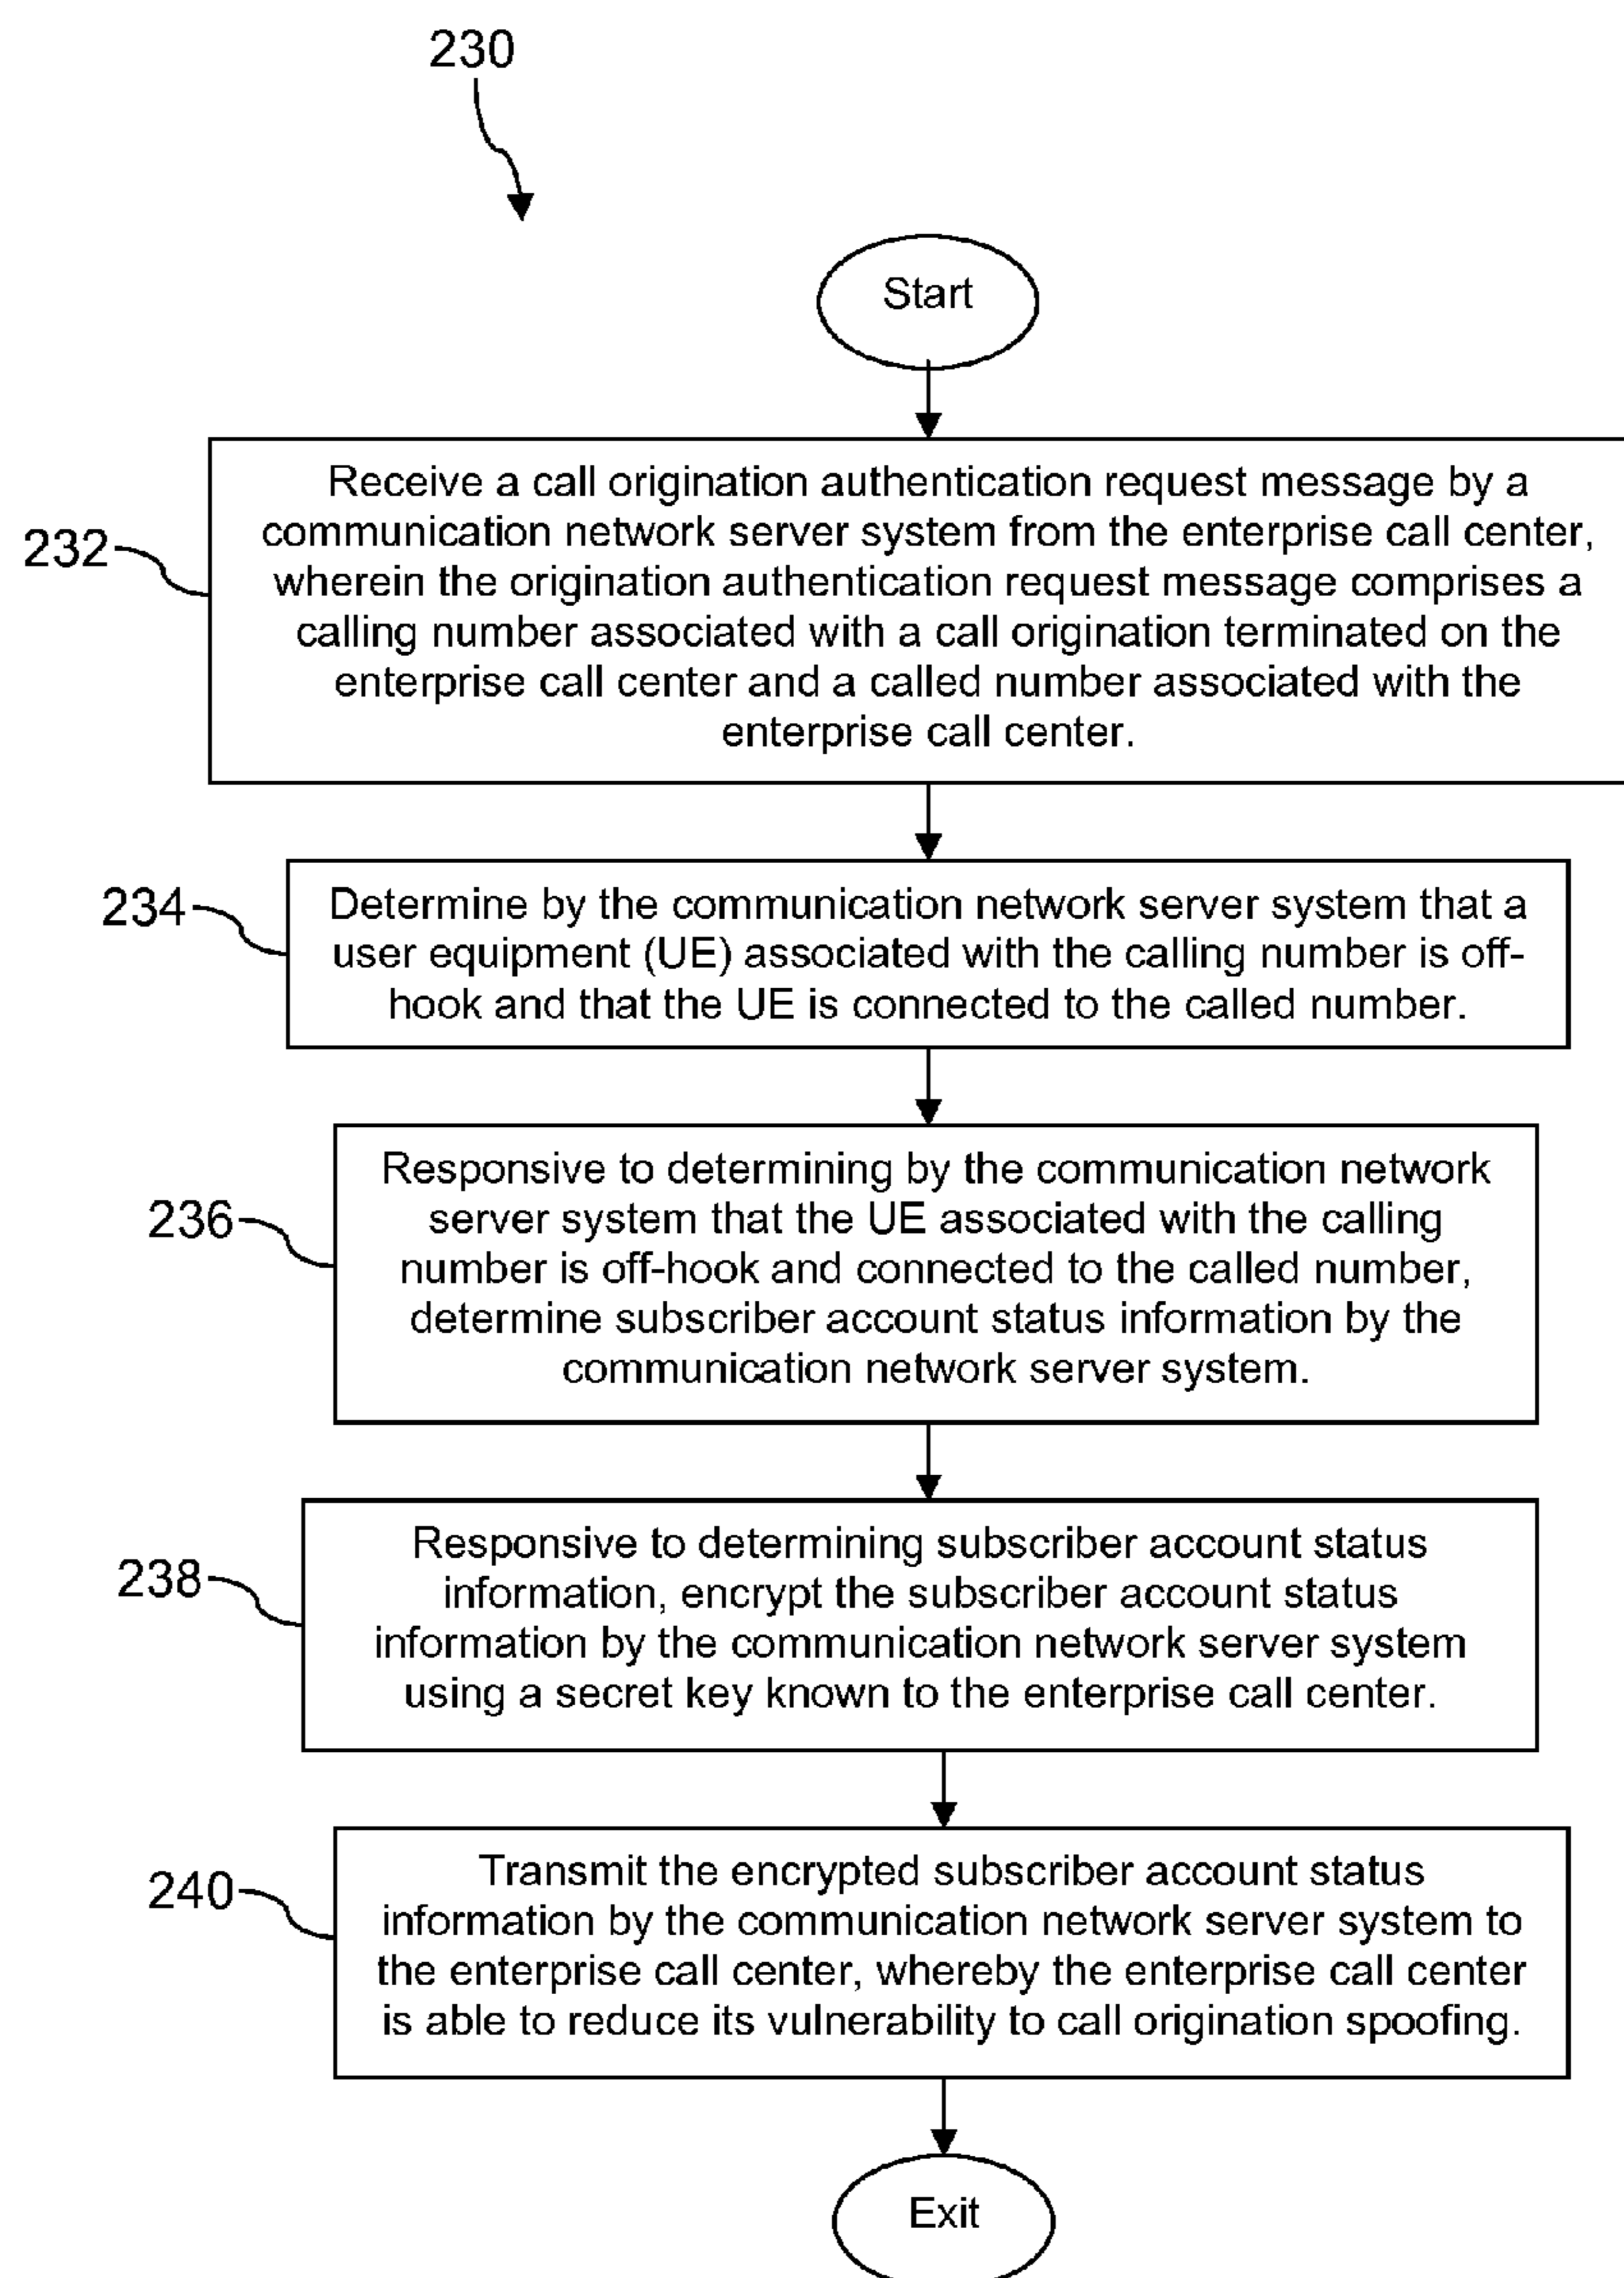 230
Start
232
Receive a call origination authentication request message by a
communication network server system from the enterprise call center,
wherein the origination authentication request message comprises a
calling number associated with a call origination terminated on the
enterprise call center and a called number associated with the
enterprise call center.
234
Determine by the communication network server system that a
user equipment (UE) associated with the calling number is off-
hook and that the UE is connected to the called number.
236
Responsive to determining by the communication network
server system that the UE associated with the calling
number is off-hook and connected to the called number,
determine subscriber account status information by the
communication network server system.
238
Responsive to determining subscriber account status
information, encrypt the subscriber account status
information by the communication network server system
using a secret key known to the enterprise call center.
240
Transmit the encrypted subscriber account status
information by the communication network server system to
the enterprise call center, whereby the enterprise call center
is able to reduce its vulnerability to call origination spoofing.
Exit